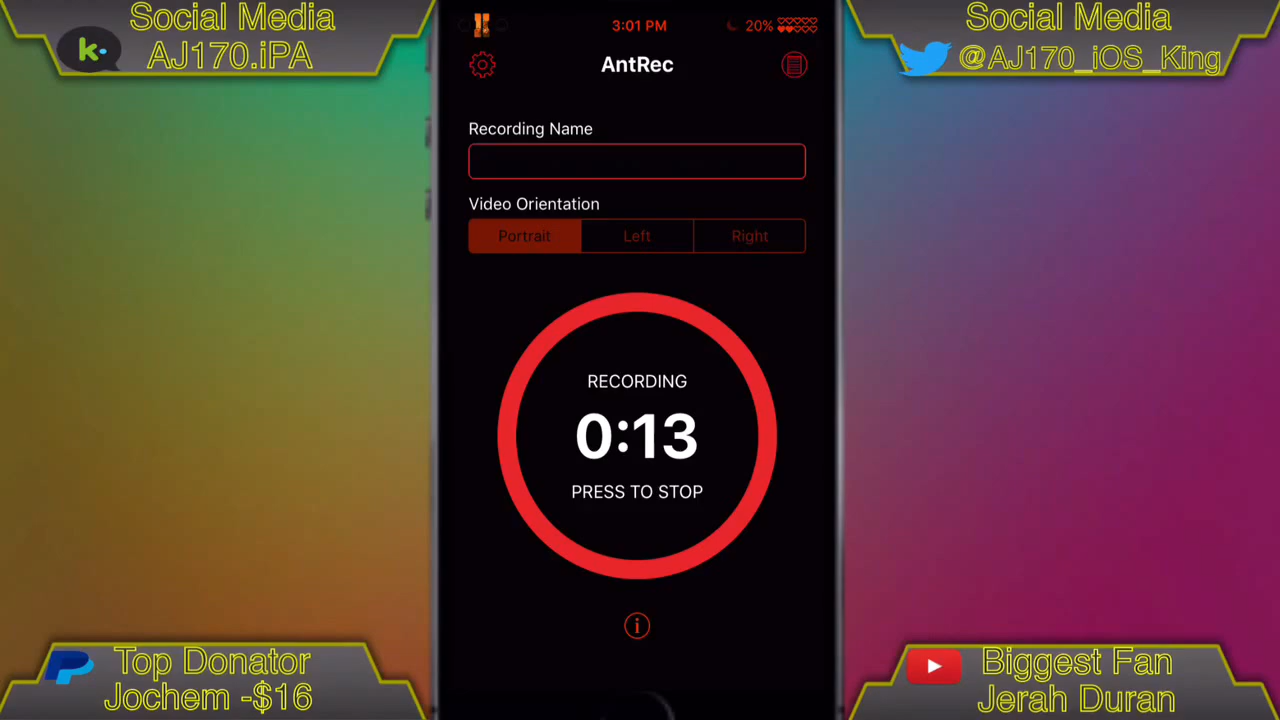 Social Media
AJ170.iPA
k.
Social Media
@AJ170_iOS_King
3:01 PM
20%
AntRec
Recording Name
Video Orientation
Portrait
Left
Right
RECORDING
0:13
PRESS TO STOP
i
Top Donator
Jochem -$16
Biggest Fan
Jerah Duran